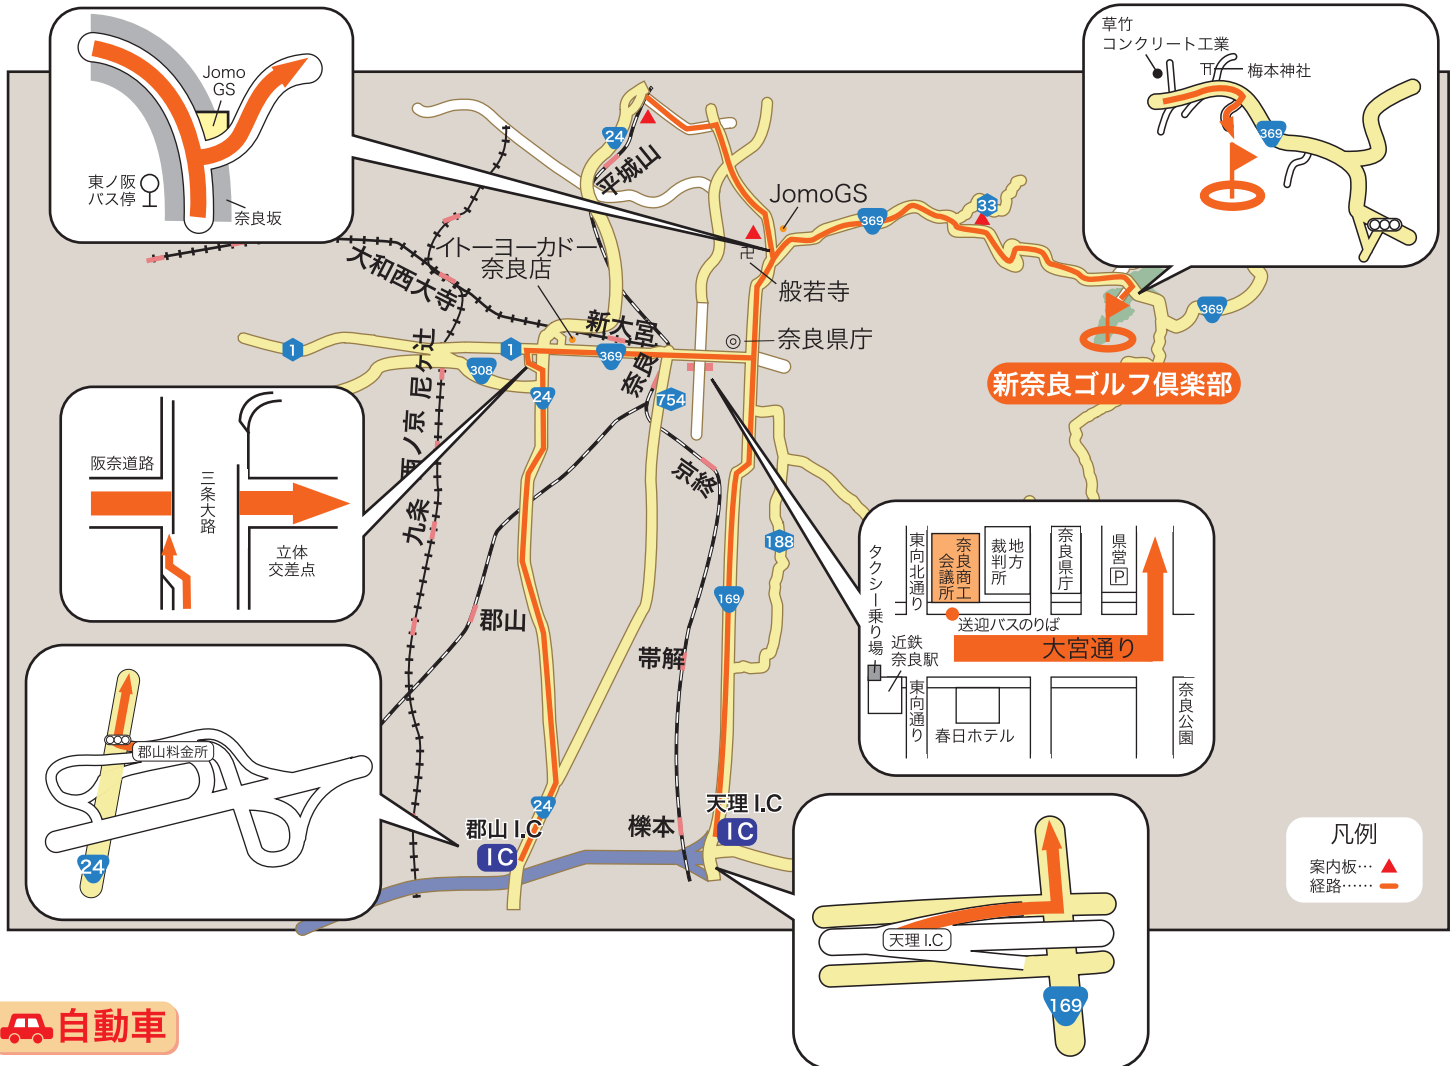 Jomo
GS
東ノ阪
バス停
奈良坂
草竹
コンクリート工業
梅本神社
369
24
平城山
JomoGS
33
369
卍
般若寺
イトーヨーカドー
奈良店
大和西大寺
新大宮
奈良県庁
369
新奈良ゴルフ倶楽部
1
1
369
308
24
奈良
754
尼ヶ辻
西ノ京
九条
京終
阪奈道路
三条大路
立体
交差点
188
169
郡山
帯解
タクシー乗り場
東向北通り
奈良商工
会議所
地方
裁判所
奈良県庁
県営
P
送迎バスのりば
大宮通り
近鉄
奈良駅
東向通り
春日ホテル
奈良公園
郡山料金所
24
24
郡山 I.C
IC
天理 I.C
IC
櫟本
天理 I.C
169
凡例
案内板…
経路……
自動車